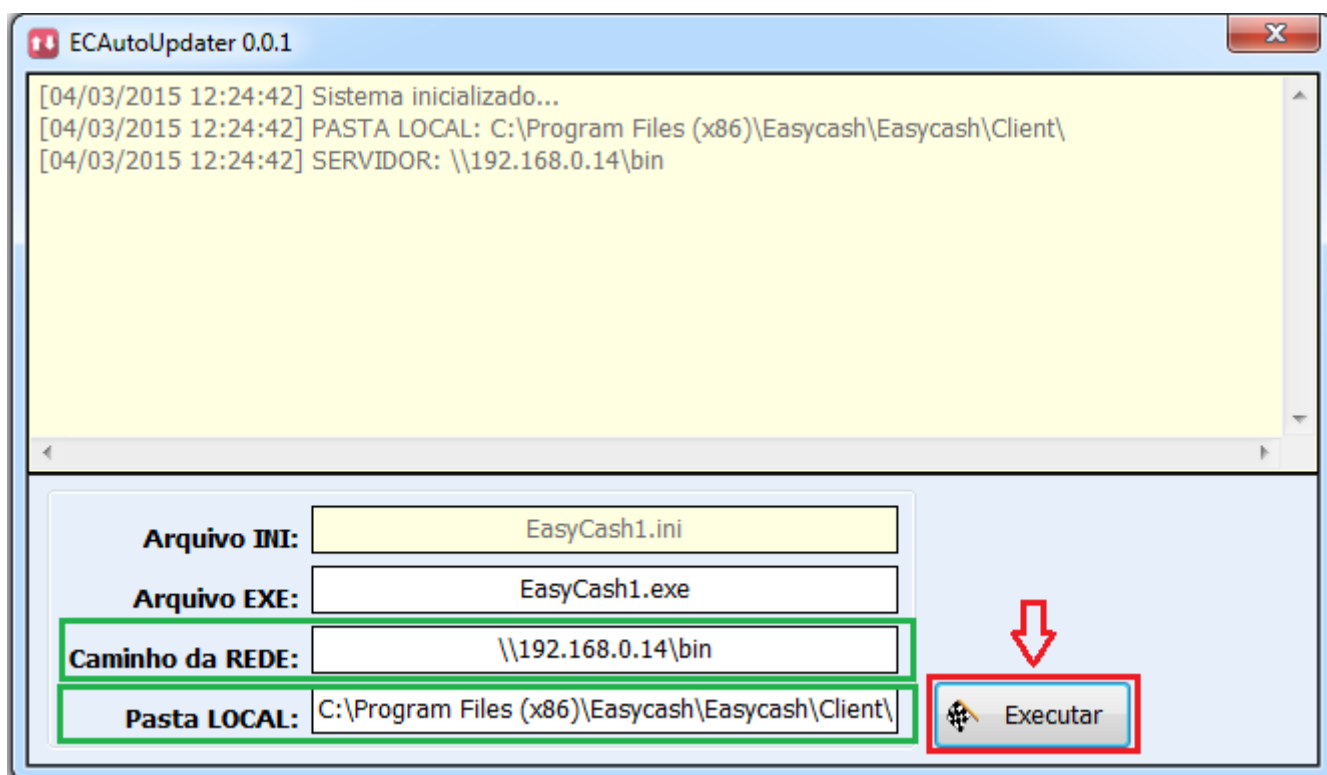 ECAutoUpdater 0.0.1
[04/03/2015 12:24:42] Sistema inicializado...
[04/03/2015 12:24:42] PASTA LOCAL: C:\Program Files (x86)\Easycash\Easycash\Client\
[04/03/2015 12:24:42] SERVIDOR: \\192.168.0.14\bin
Arquivo INI: EasyCash1.ini
Arquivo EXE: EasyCash1.exe
Caminho da REDE: \\192.168.0.14\bin
Pasta LOCAL: C:\Program Files (x86)\Easycash\Easycash\Client\
Executar